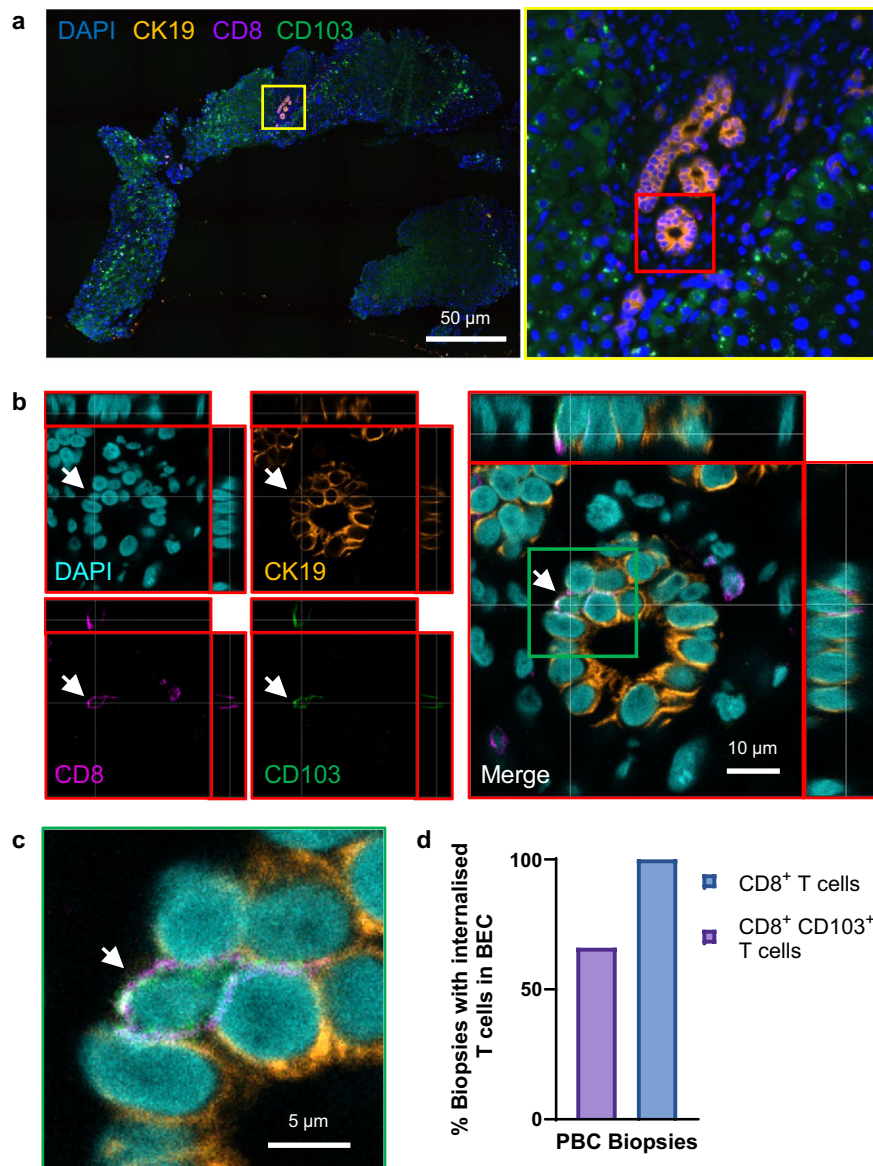 a
DAPI CK19 CD8 CD103
50 µm
b
DAPI
CK19
CD8
CD103
Merge
10 µm
c
5 µm
d
% Biopsies with internalised
T cells in BEC
100
50
0
PBC Biopsies
CD8⁺ T cells
CD8⁺ CD103⁺
T cells